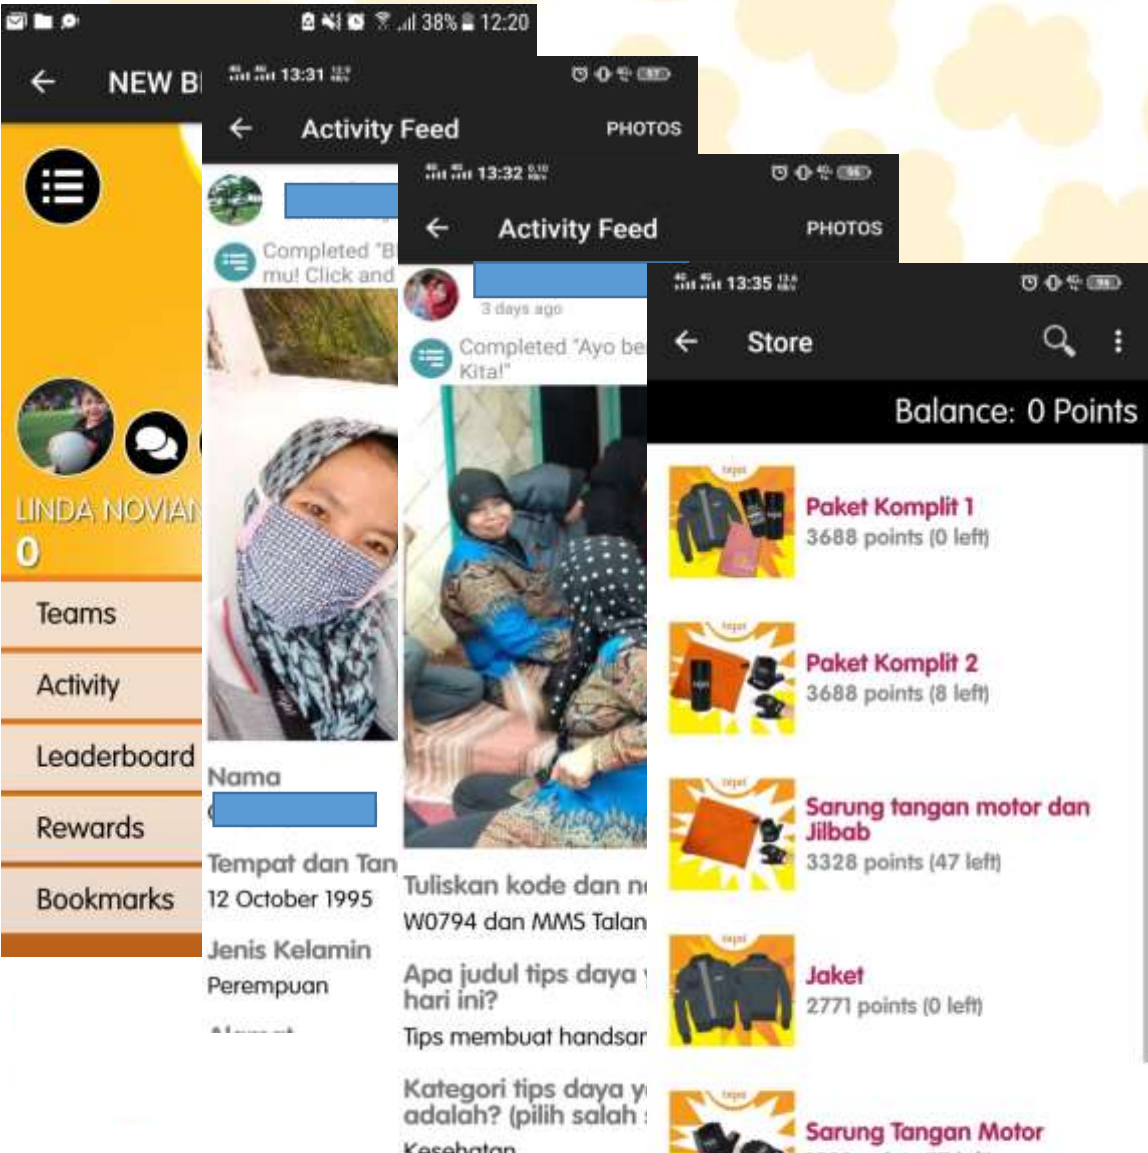 38% 12:20
NEW B
LINDA NOVIAN
0
Teams
Activity
Leaderboard
Rewards
Bookmarks
13:31
Activity Feed
PHOTOS
Completed "B
mu! Click and
Nama
Tempat dan Tan
12 October 1995
Jenis Kelamin
Perempuan
13:32
Activity Feed
PHOTOS
3 days ago
Completed "Ayo be
Kita!"
Tuliskan kode dan n
W0794 dan MMS Talan
Apa judul tips daya
hari ini?
Tips membuat handsan
Kategori tips daya y
adalah? (pilih salah
Kesehatan
13:35
Store
Balance: 0 Points
Paket Komplit 1
3688 points (0 left)
Paket Komplit 2
3688 points (8 left)
Sarung tangan motor dan
Jilbab
3328 points (47 left)
Jaket
2771 points (0 left)
Sarung Tangan Motor